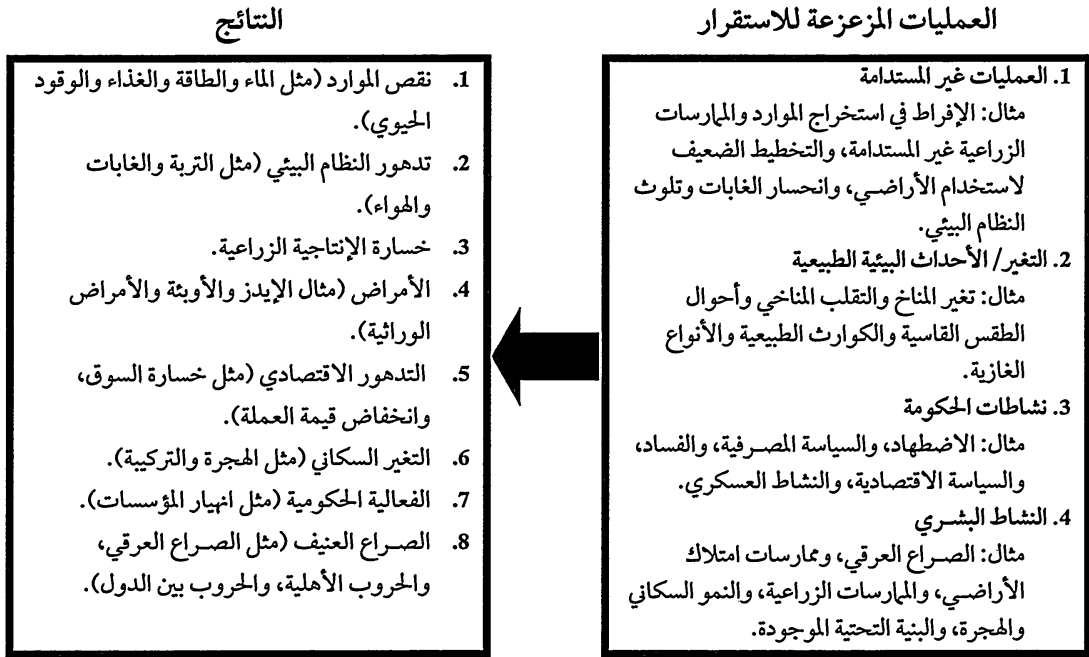 العمليات المزعزعة للاستقرار
1. العمليات غير المستدامة
مثال: الإفراط في استخراج الموارد والممارسات
الزراعية غير المستدامة، والتخطيط الضعيف
لاستخدام الأراضي، وانحسار الغابات وتلوث
النظام البيئي.
2. التغير/ الأحداث البيئية الطبيعية
مثال: تغير المناخ والتقلب المناخي وأحوال
الطقس القاسية والكوارث الطبيعية والأنواع
الغازية.
3. نشاطات الحكومة
مثال: الاضطهاد، والسياسة المصرفية، والفساد،
والسياسة الاقتصادية، والنشاط العسكري.
4. النشاط البشري
مثال: الصراع العرقي، وممارسات امتلاك
الأراضي، والممارسات الزراعية، والنمو السكاني
والهجرة، والبنية التحتية الموجودة.
النتائج
1. نقص الموارد (مثل الماء والطاقة والغذاء والوقود
الحيوي).
2. تدهور النظام البيئي (مثل التربة والغابات
والهواء).
3. خسارة الإنتاجية الزراعية.
4. الأمراض (مثال الإيدز والأوبئة والأمراض
الوراثية).
5. التدهور الاقتصادي (مثل خسارة السوق،
وانخفاض قيمة العملة).
6. التغير السكاني (مثل الهجرة والتركيبة).
7. الفعالية الحكومية (مثل انهيار المؤسسات).
8. الصراع العنيف (مثل الصراع العرقي،
والحروب الأهلية، والحروب بين الدول).